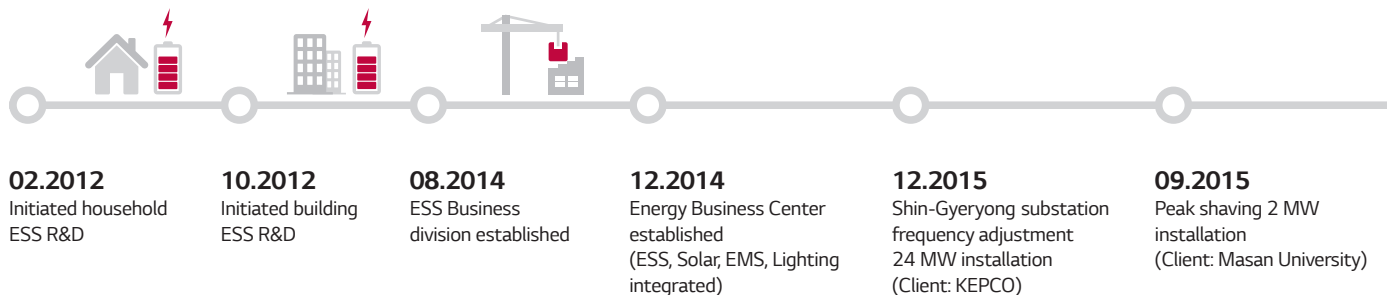 02.2012
Initiated household
ESS R&D
10.2012
Initiated building
ESS R&D
08.2014
ESS Business
division established
12.2014
Energy Business Center
established
(ESS, Solar, EMS, Lighting
integrated)
12.2015
Shin-Gyeryong substation
frequency adjustment
24 MW installation
(Client: KEPCO)
09.2015
Peak shaving 2 MW
installation
(Client: Masan University)